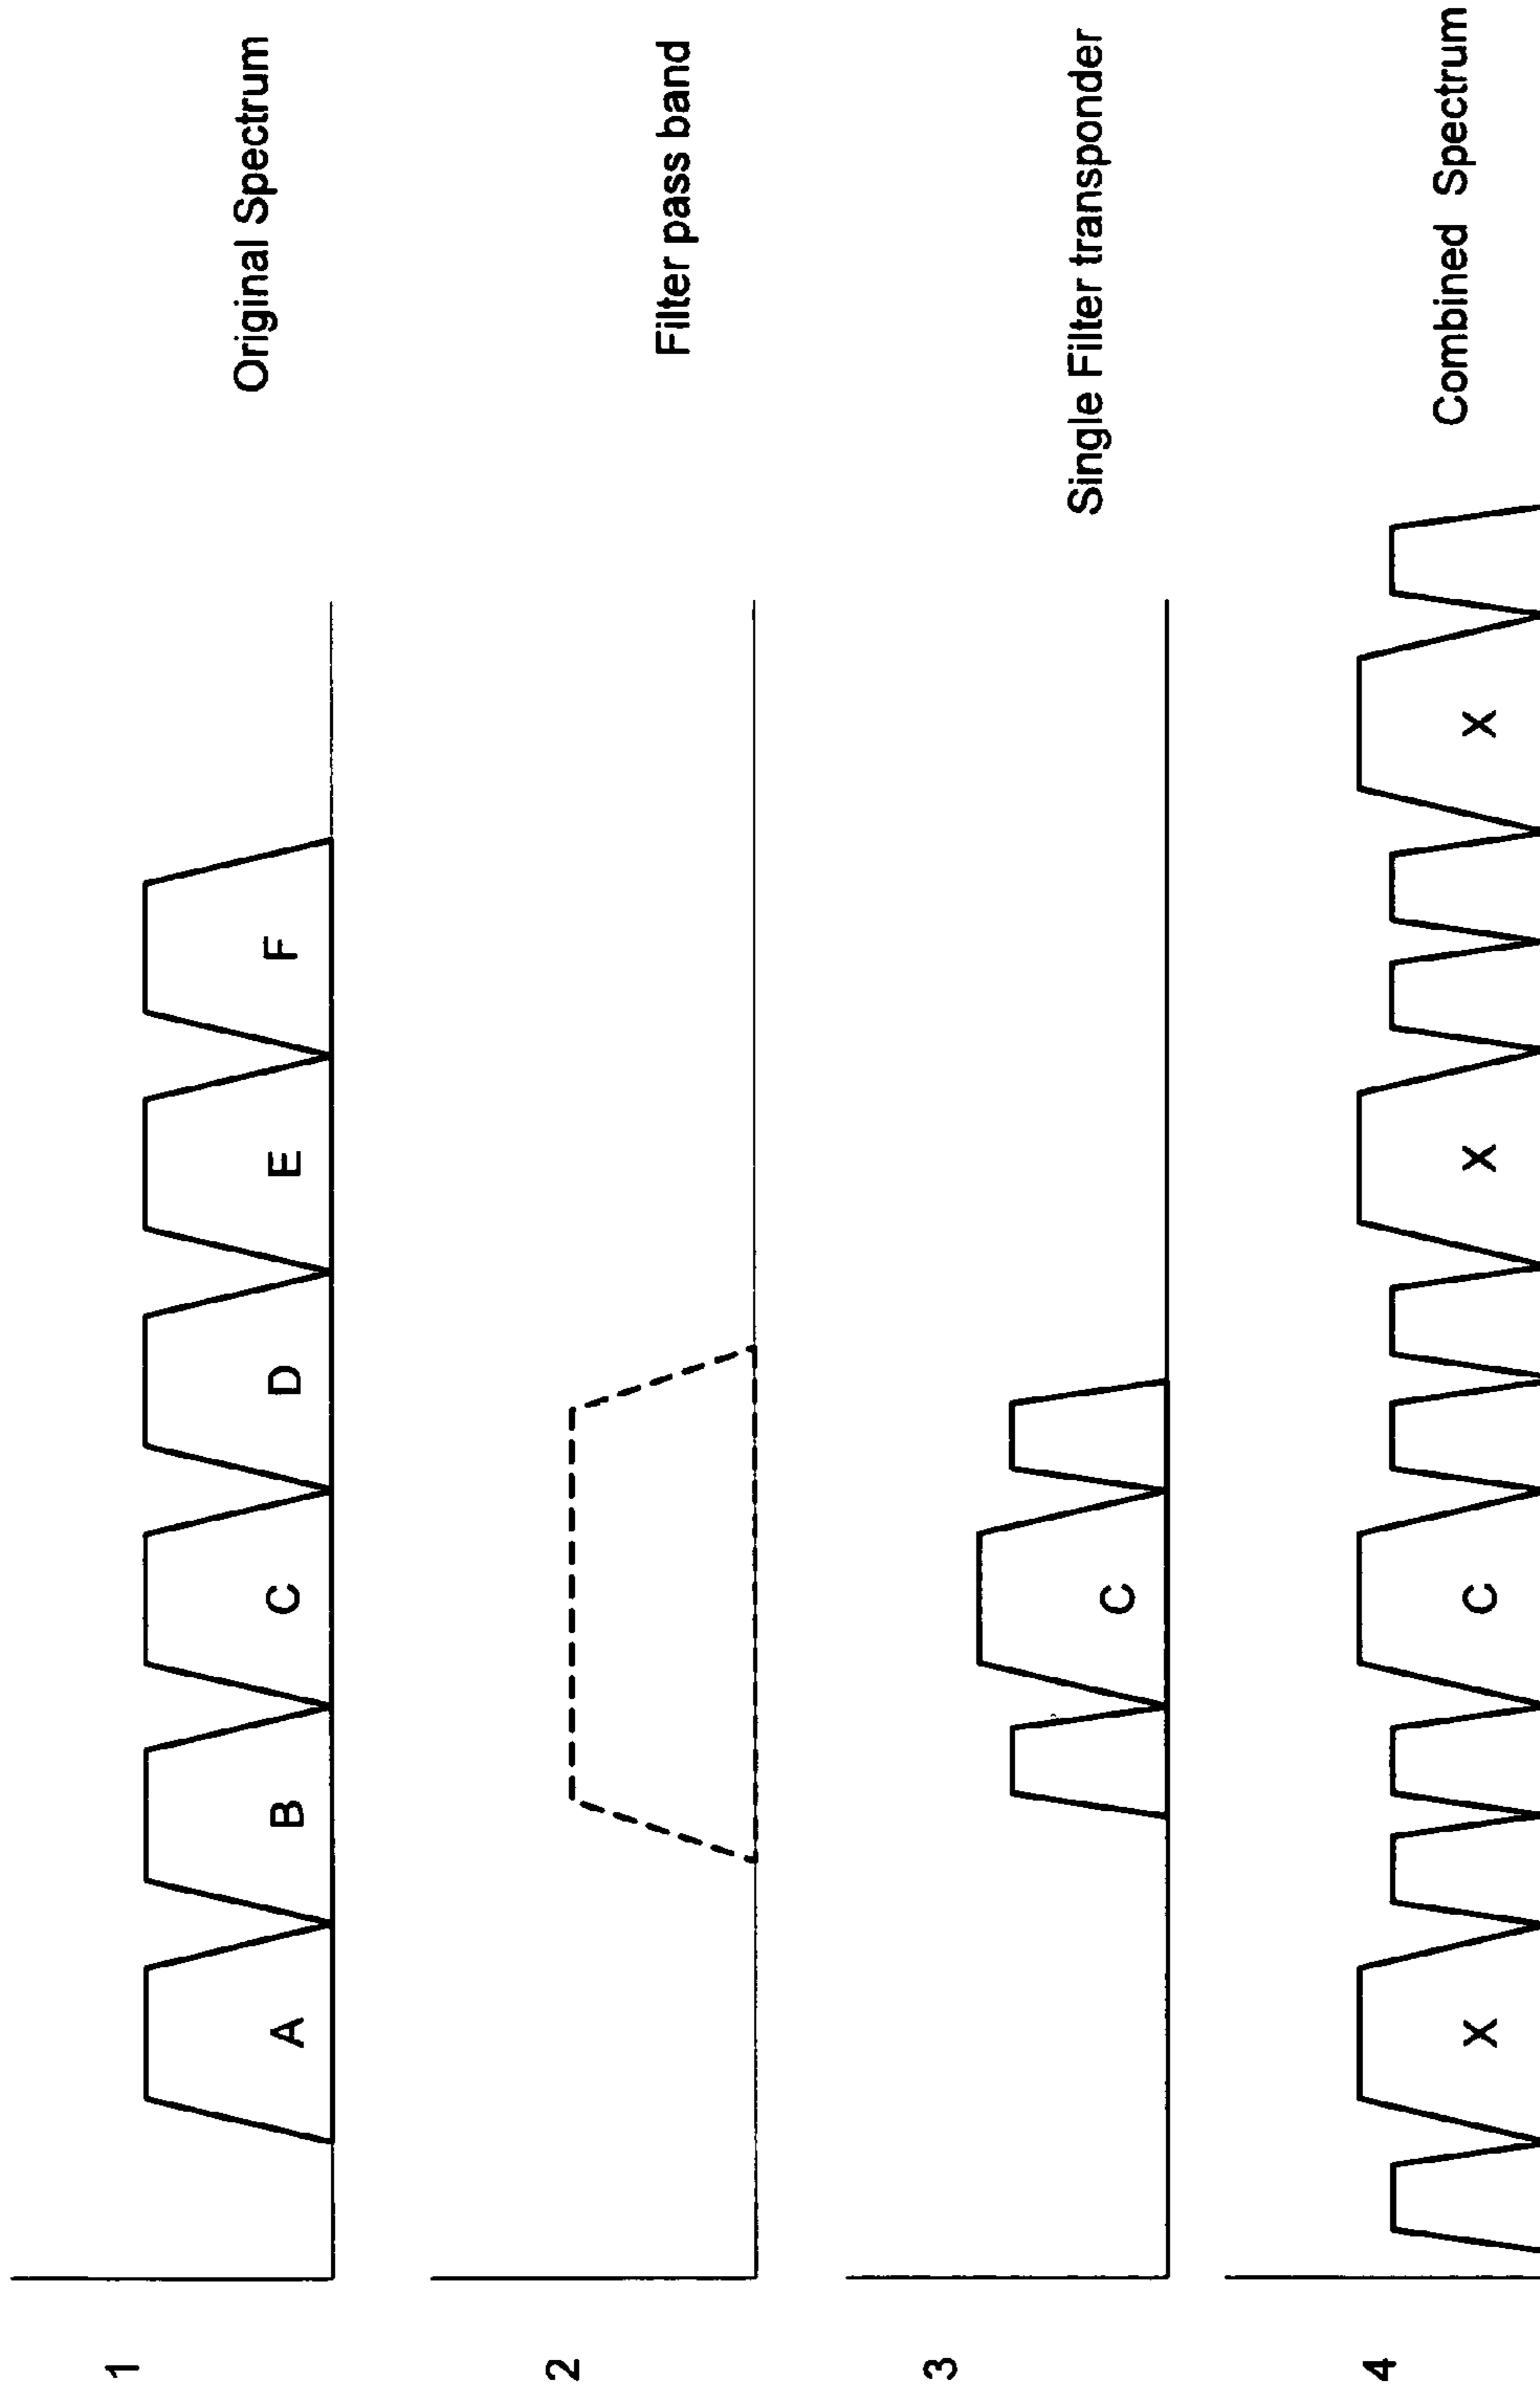 1
A B C D E F
Original Spectrum
2
Filter pass band
3
C
Single Filter transponder
4
X C X X
Combined Spectrum